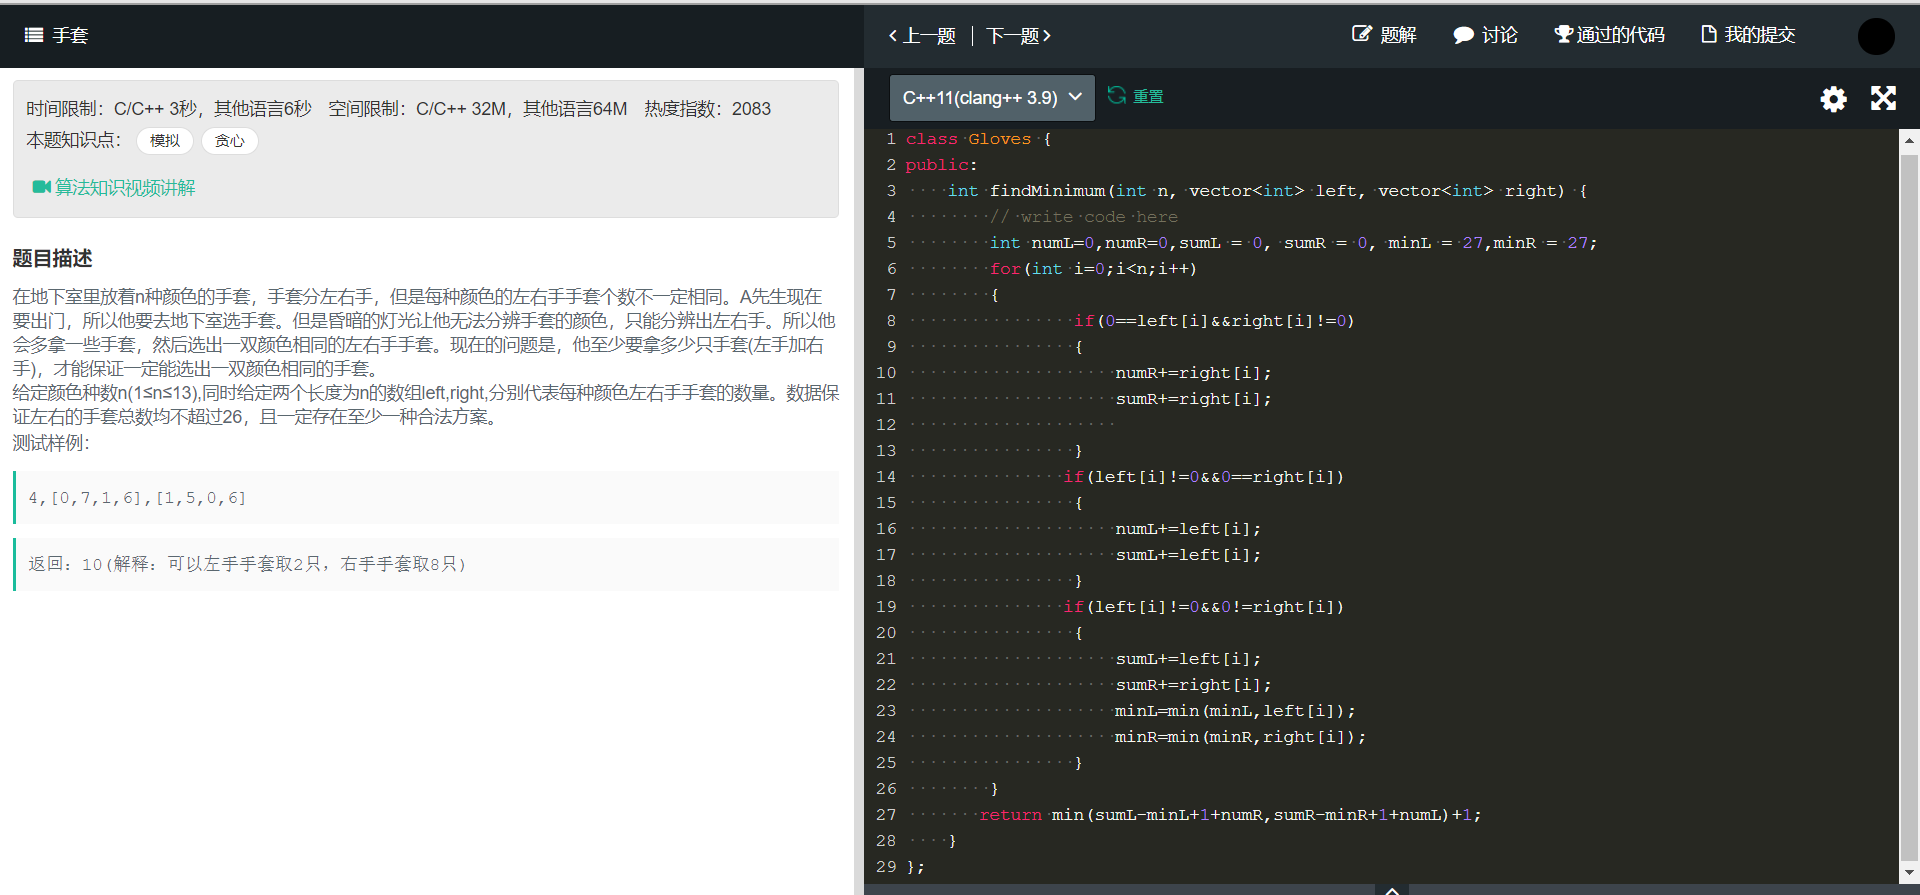 手套
时间限制：C/C++ 3秒，其他语言6秒 空间限制：C/C++ 32M，其他语言64M 热度指数：2083
本题知识点： 模拟 贪心
算法知识视频讲解
题目描述
在地下室里放着n种颜色的手套，手套分左右手，但是每种颜色的左右手手套个数不一定相同。A先生现在
要出门，所以他要去地下室选手套。但是昏暗的灯光让他无法分辨手套的颜色，只能分辨出左右手。所以他
会多拿一些手套，然后选出一双颜色相同的左右手手套。现在的问题是，他至少要拿多少只手套(左手加右
手)，才能保证一定能选出一双颜色相同的手套。
给定颜色种数n(1≤n≤13),同时给定两个长度为n的数组left,right,分别代表每种颜色左右手手套的数量。数据保
证左右的手套总数均不超过26，且一定存在至少一种合法方案。
测试样例：
4,[0,7,1,6],[1,5,0,6]
返回：10(解释：可以左手手套取2只，右手手套取8只)
上一题 | 下一题
题解 讨论 通过的代码 我的提交
C++11(clang++ 3.9) 重置
1 class Gloves {
2 public:
3 int findMinimum(int n, vector<int> left, vector<int> right) {
4 // write code here
5 int numL=0,numR=0,sumL = 0, sumR = 0, minL = 27,minR = 27;
6 for(int i=0;i<n;i++)
7 {
8 if(0==left[i]&&right[i]!=0)
9 {
10 numR+=right[i];
11 sumR+=right[i];
12
13 }
14 if(left[i]!=0&&0==right[i])
15 {
16 numL+=left[i];
17 sumL+=left[i];
18 }
19 if(left[i]!=0&&0!=right[i])
20 {
21 sumL+=left[i];
22 sumR+=right[i];
23 minL=min(minL,left[i]);
24 minR=min(minR,right[i]);
25 }
26 }
27 return min(sumL-minL+1+numR,sumR-minR+1+numL)+1;
28 }
29 };